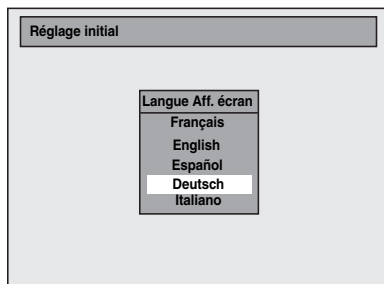 Réglage initial
Langue Aff. écran
Français
English
Español
Deutsch
Italiano